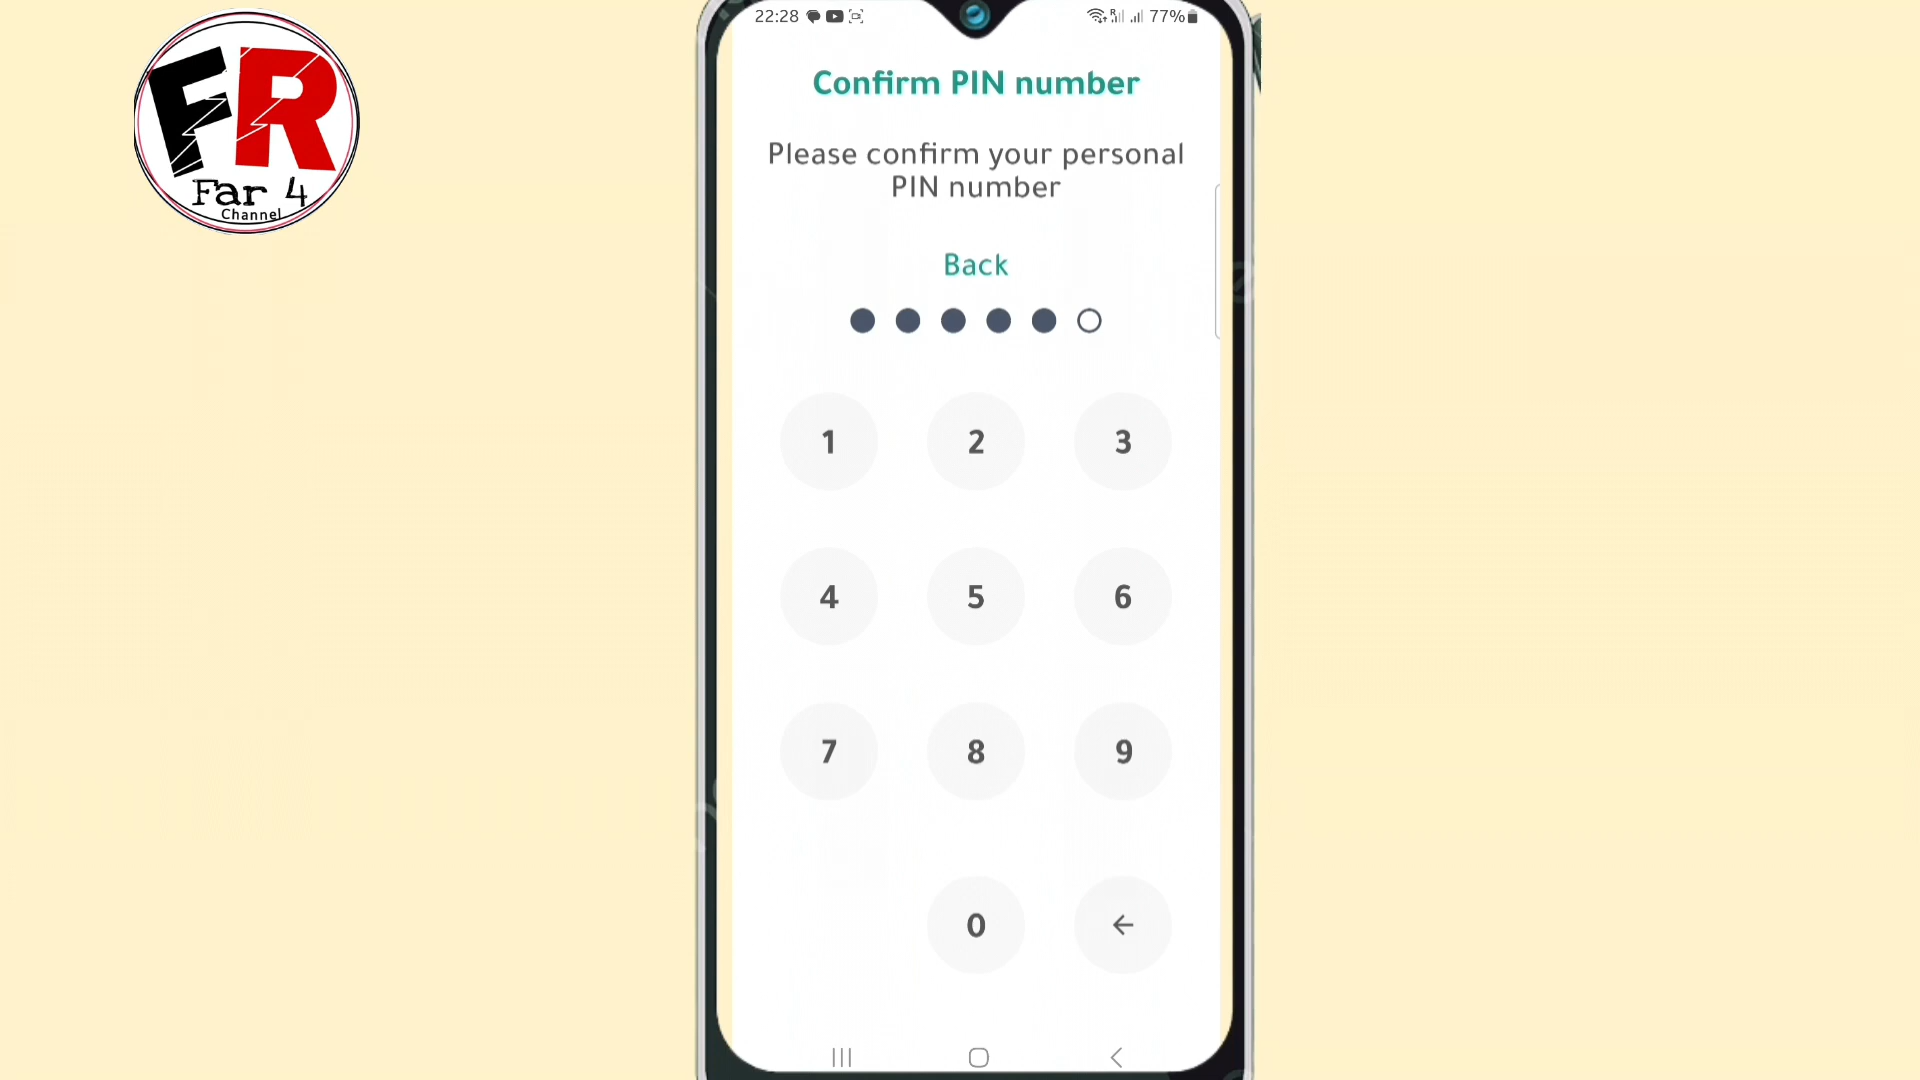 FR
Far 4
Channel
22:28
R
77%
Confirm PIN number
Please confirm your personal
PIN number
Back
1 2 3
4 5 6
7 8 9
0